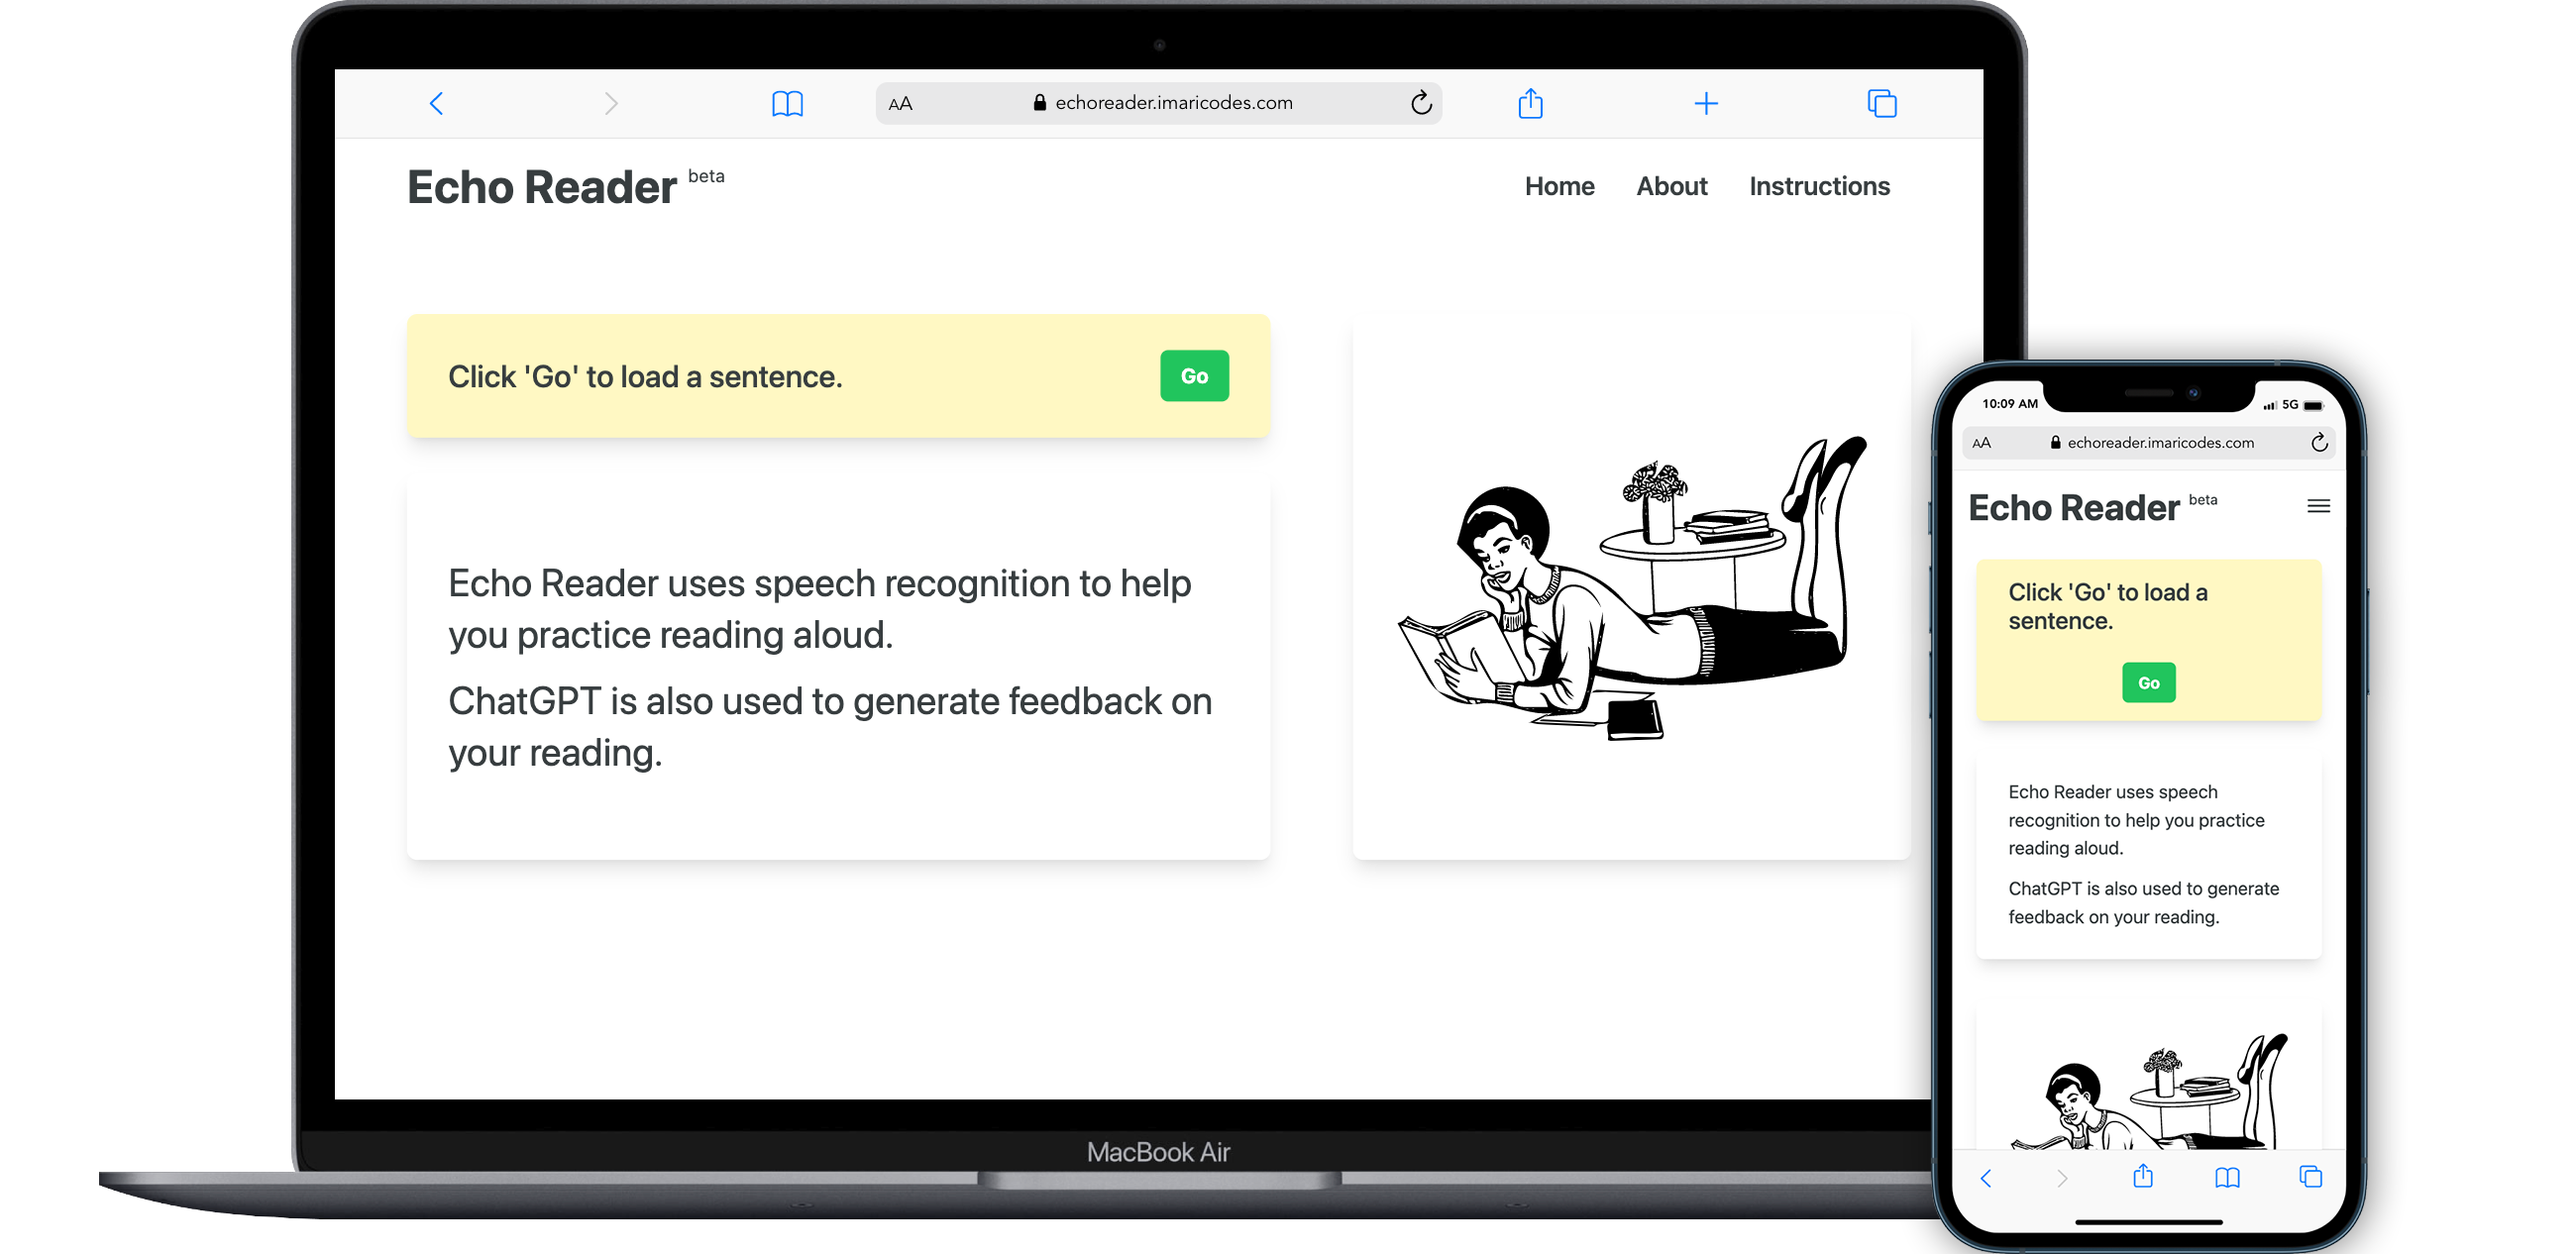 AA echoreader.imaricodes.com
Echo Reader beta
Home About Instructions
Click 'Go' to load a sentence.
Go
Echo Reader uses speech recognition to help
you practice reading aloud.
ChatGPT is also used to generate feedback on
your reading.
MacBook Air
10:09 AM 5G
AA echoreader.imaricodes.com
Echo Reader beta
Click 'Go' to load a
sentence.
Go
Echo Reader uses speech
recognition to help you practice
reading aloud.
ChatGPT is also used to generate
feedback on your reading.